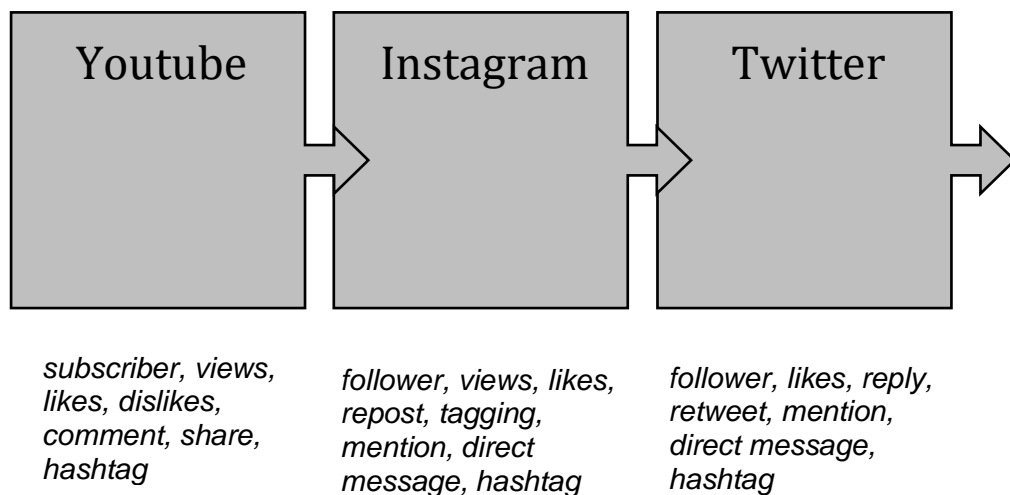 Youtube
Instagram
Twitter
subscriber, views,
likes, dislikes,
comment, share,
hashtag
follower, views, likes,
repost, tagging,
mention, direct
message, hashtag
follower, likes, reply,
retweet, mention,
direct message,
hashtag